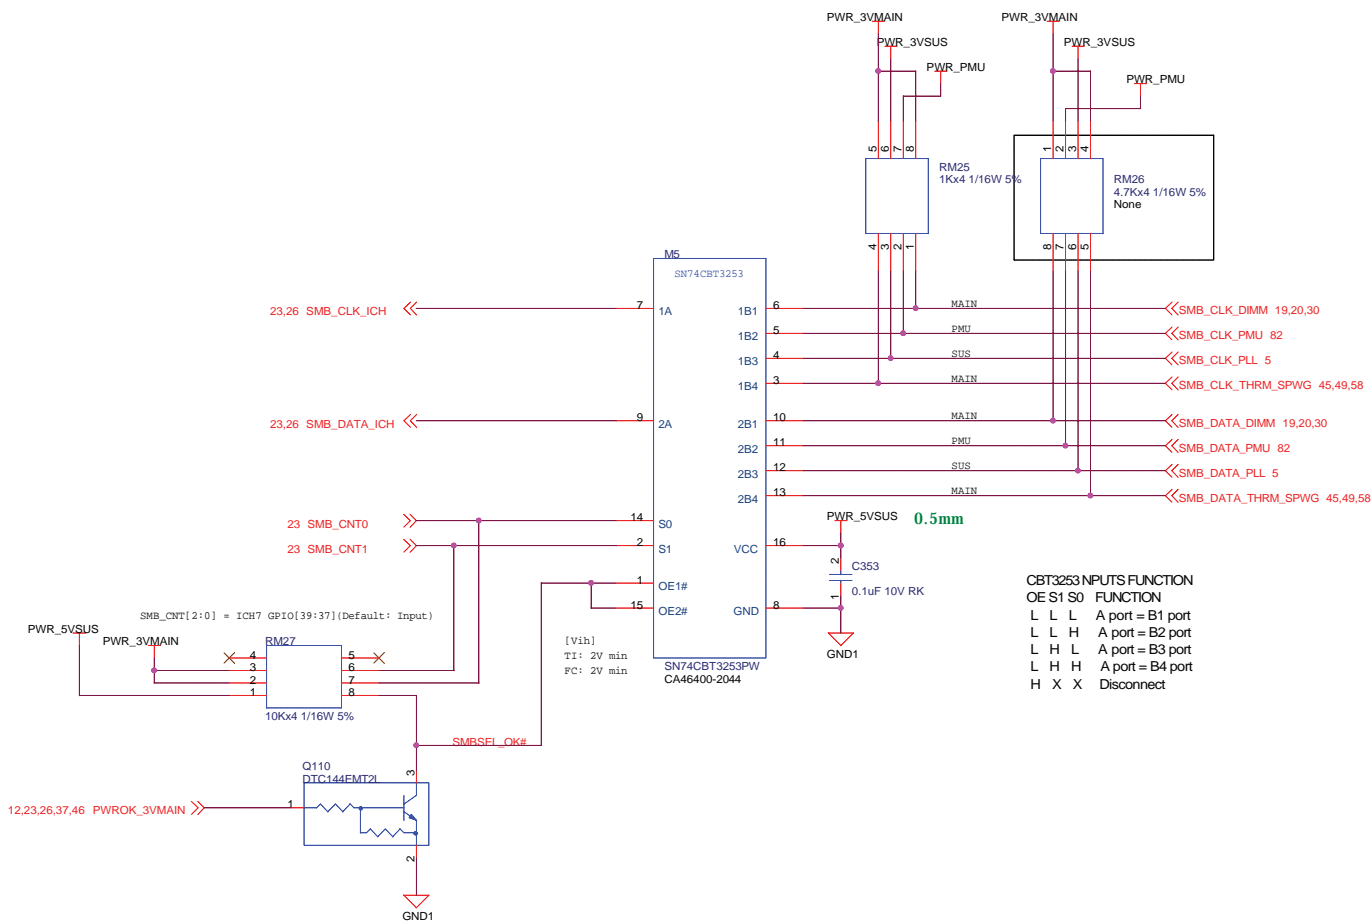 PWR_3VMAIN
PWR_3VSUS
PWR_PMU
PWR_3VMAIN
PWR_3VSUS
PWR_PMU
5 6 7 8
RM25
1Kx4 1/16W 5%
4 3 2 1
1 2 3 4
RM26
4.7Kx4 1/16W 5%
None
8 7 6 5
M5
SN74CBT3253
23,26 SMB_CLK_ICH
7 1A
1B1 6 MAIN SMB_CLK_DIMM 19,20,30
1B2 5 PMU SMB_CLK_PMU 82
1B3 4 SUS SMB_CLK_PLL 5
1B4 3 MAIN SMB_CLK_THRM_SPWG 45,49,58
23,26 SMB_DATA_ICH
9 2A
2B1 10 MAIN SMB_DATA_DIMM 19,20,30
2B2 11 PMU SMB_DATA_PMU 82
2B3 12 SUS SMB_DATA_PLL 5
2B4 13 MAIN SMB_DATA_THRM_SPWG 45,49,58
23 SMB_CNT0
14 S0
23 SMB_CNT1
2 S1
1 OE1#
15 OE2#
PWR_5VSUS
0.5mm
VCC 16
GND 8
2
C353
0.1uF 10V RK
1
GND1
SN74CBT3253PW
CA46400-2044
[Vih]
TI: 2V min
FC: 2V min
CBT3253 NPUTS FUNCTION
OE S1 S0 FUNCTION
L L L A port = B1 port
L L H A port = B2 port
L H L A port = B3 port
L H H A port = B4 port
H X X Disconnect
SMB_CNT[2:0] = ICH7 GPIO[39:37](Default: Input)
PWR_5VSUS
PWR_3VMAIN
RM27
4 5
3 6
2 7
1 8
10Kx4 1/16W 5%
SMBSEL_OK#
Q110
DTC144EMT2L
3
12,23,26,37,46 PWROK_3VMAIN
1
2
GND1